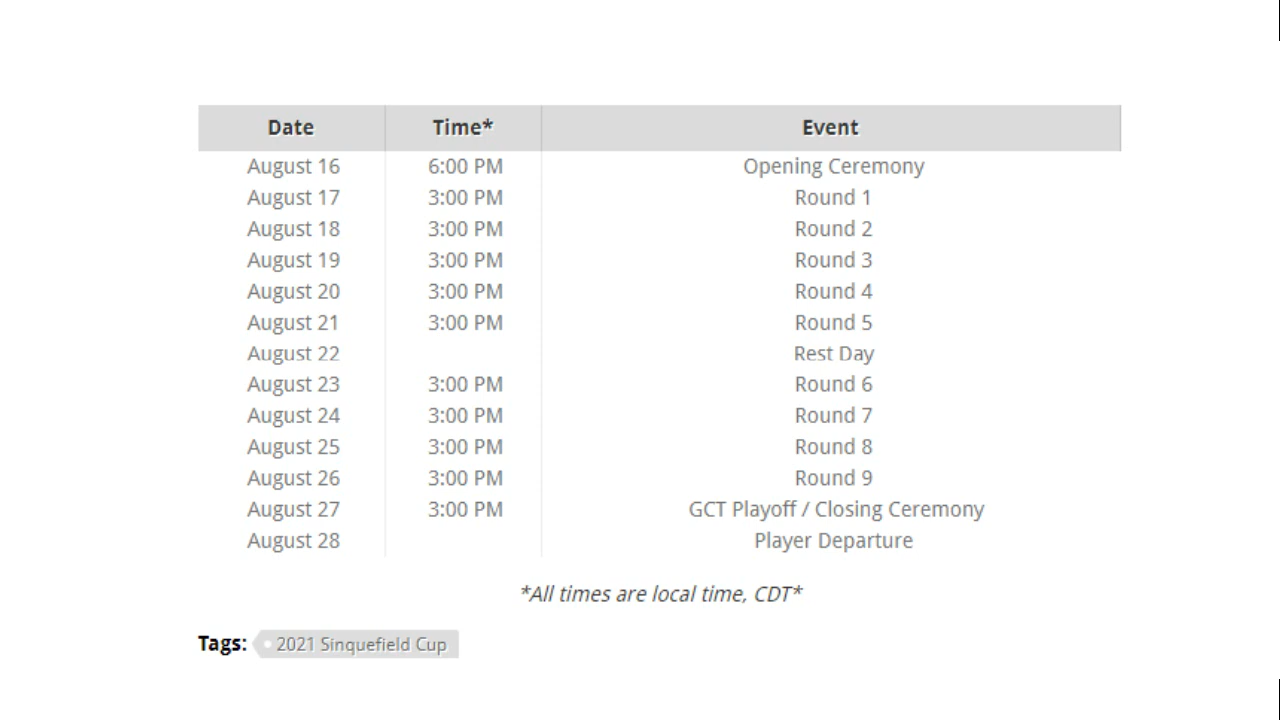 Date Time* Event
August 16 6:00 PM Opening Ceremony
August 17 3:00 PM Round 1
August 18 3:00 PM Round 2
August 19 3:00 PM Round 3
August 20 3:00 PM Round 4
August 21 3:00 PM Round 5
August 22 Rest Day
August 23 3:00 PM Round 6
August 24 3:00 PM Round 7
August 25 3:00 PM Round 8
August 26 3:00 PM Round 9
August 27 3:00 PM GCT Playoff / Closing Ceremony
August 28 Player Departure
*All times are local time, CDT*
Tags: 2021 Sinquefield Cup